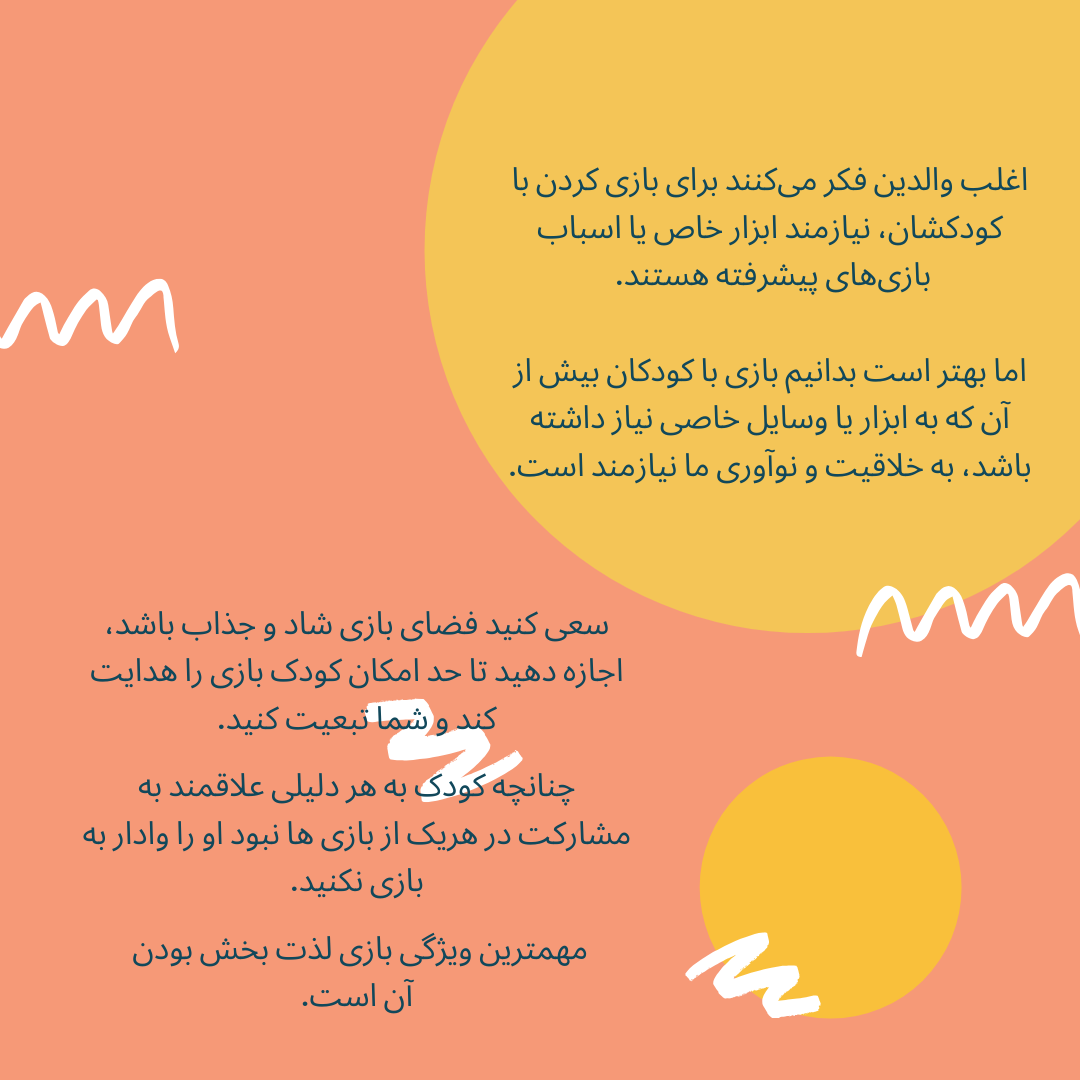 اغلب والدین فکر می‌کنند برای بازی کردن با
کودکشان، نیازمند ابزار خاص یا اسباب
بازی‌های پیشرفته هستند.
اما بهتر است بدانیم بازی با کودکان بیش از
آن که به ابزار یا وسایل خاصی نیاز داشته
باشد، به خلاقیت و نوآوری ما نیازمند است.
سعی کنید فضای بازی شاد و جذاب باشد،
اجازه دهید تا حد امکان کودک بازی را هدایت
کند و شما تبعیت کنید.
چنانچه کودک به هر دلیلی علاقمند به
مشارکت در هریک از بازی ها نبود او را وادار به
بازی نکنید.
مهمترین ویژگی بازی لذت بخش بودن
آن است.